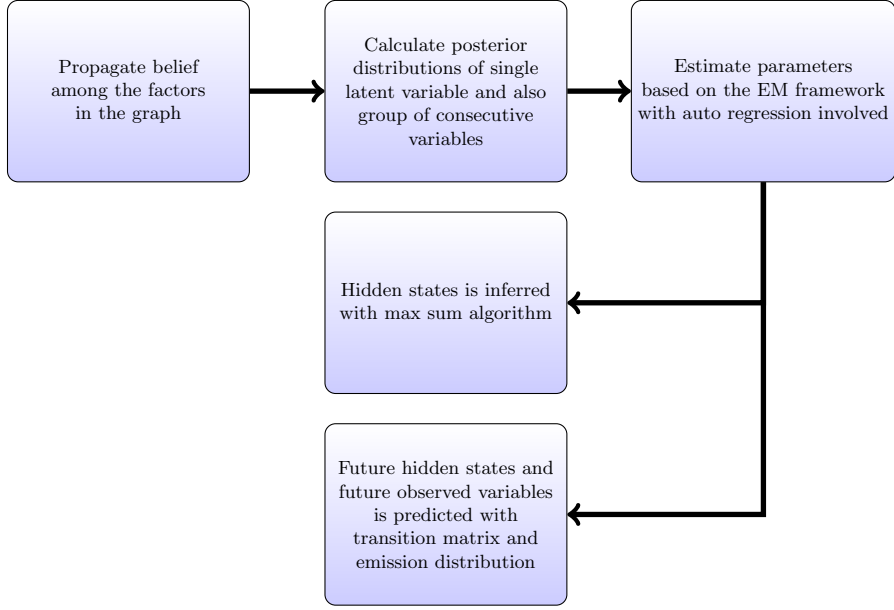 Propagate belief
among the factors
in the graph
Calculate posterior
distributions of single
latent variable and also
group of consecutive
variables
Estimate parameters
based on the EM framework
with auto regression involved
Hidden states is inferred
with max sum algorithm
Future hidden states and
future observed variables
is predicted with
transition matrix and
emission distribution